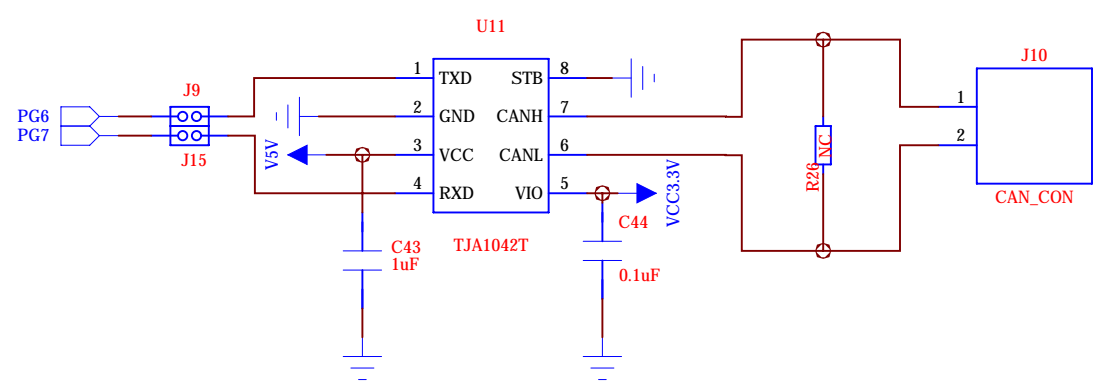 U11
J10
J9
PG6
PG7
J15
V5V
1 TXD STB 8
2 GND CANH 7
3 VCC CANL 6
4 RXD VIO 5
TJA1042T
C43
1uF
C44
0.1uF
VCC3.3V
R26 NC
1
2
CAN_CON